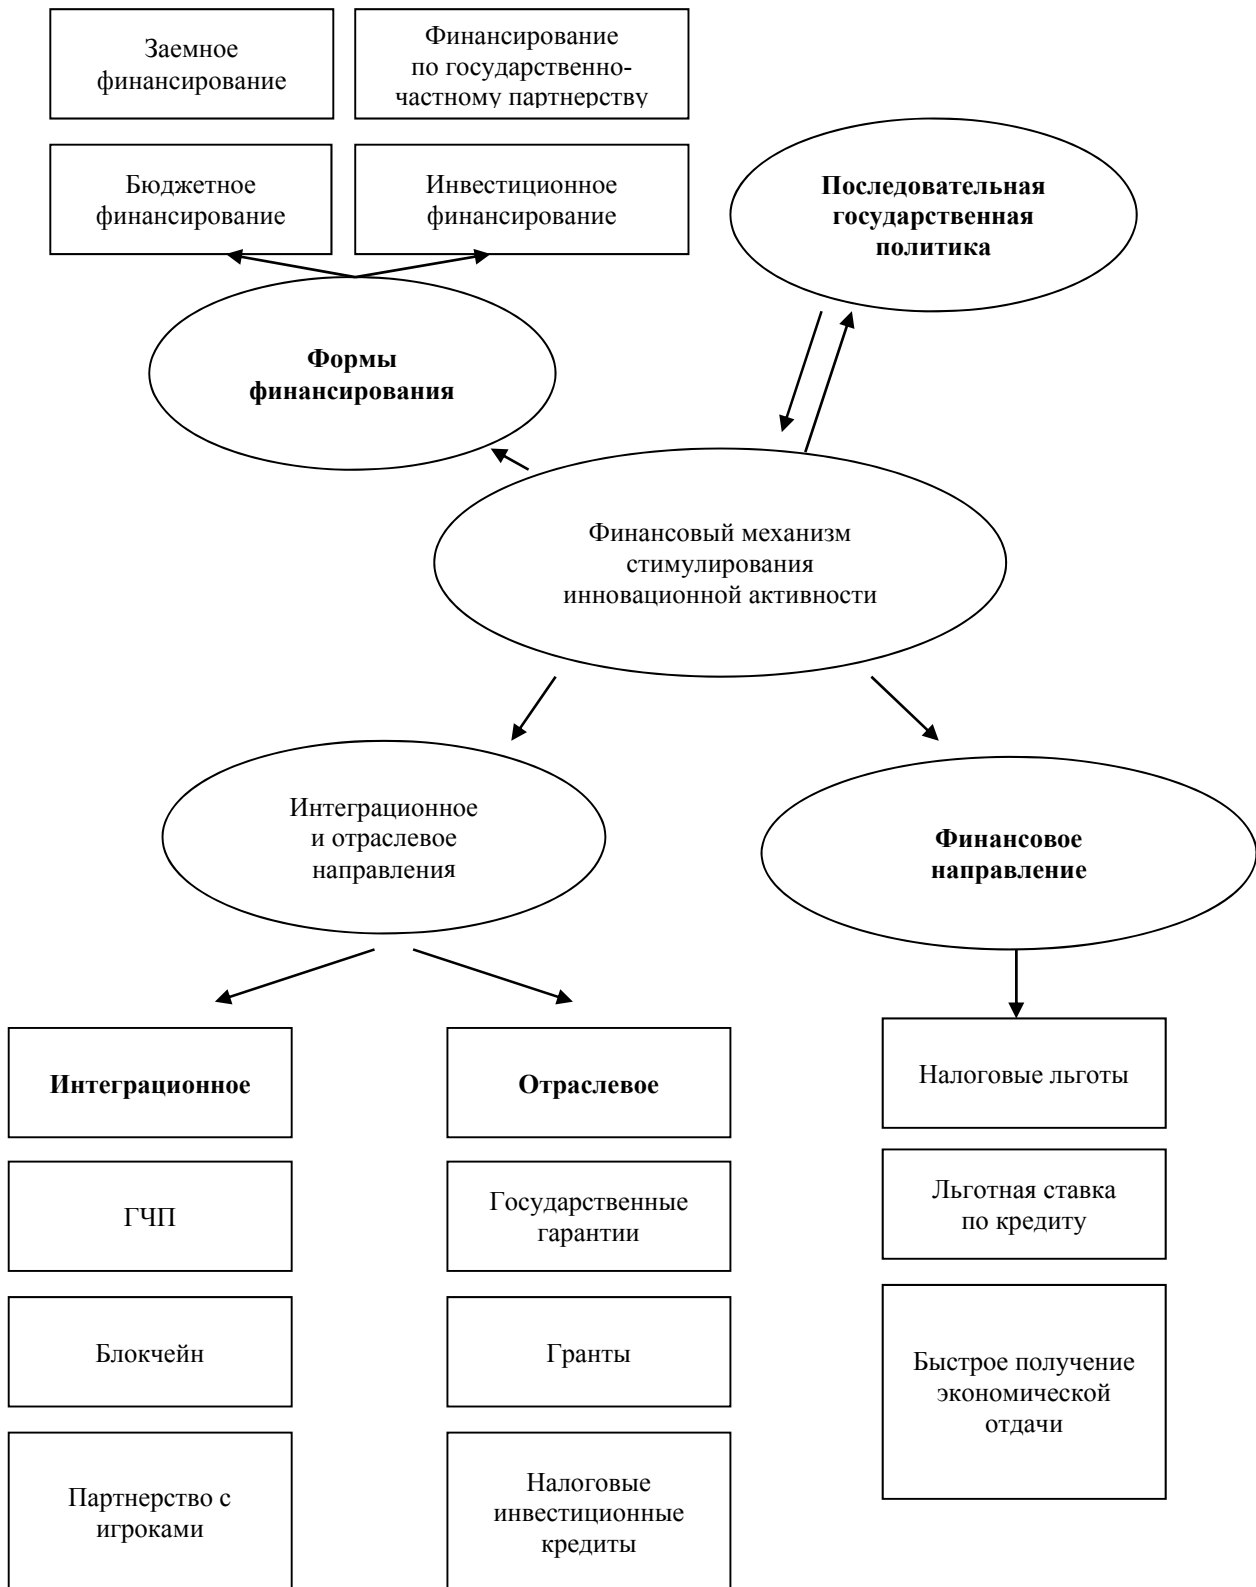 Заемное
финансирование
Финансирование
по государственно-
частному партнерству
Бюджетное
финансирование
Инвестиционное
финансирование
Последовательная
государственная
политика
Формы
финансирования
Финансовый механизм
стимулирования
инновационной активности
Интеграционное
и отраслевое
направления
Финансовое
направление
Интеграционное
Отраслевое
Налоговые льготы
ГЧП
Государственные
гарантии
Льготная ставка
по кредиту
Блокчейн
Гранты
Быстрое получение
экономической
отдачи
Партнерство с
игроками
Налоговые
инвестиционные
кредиты